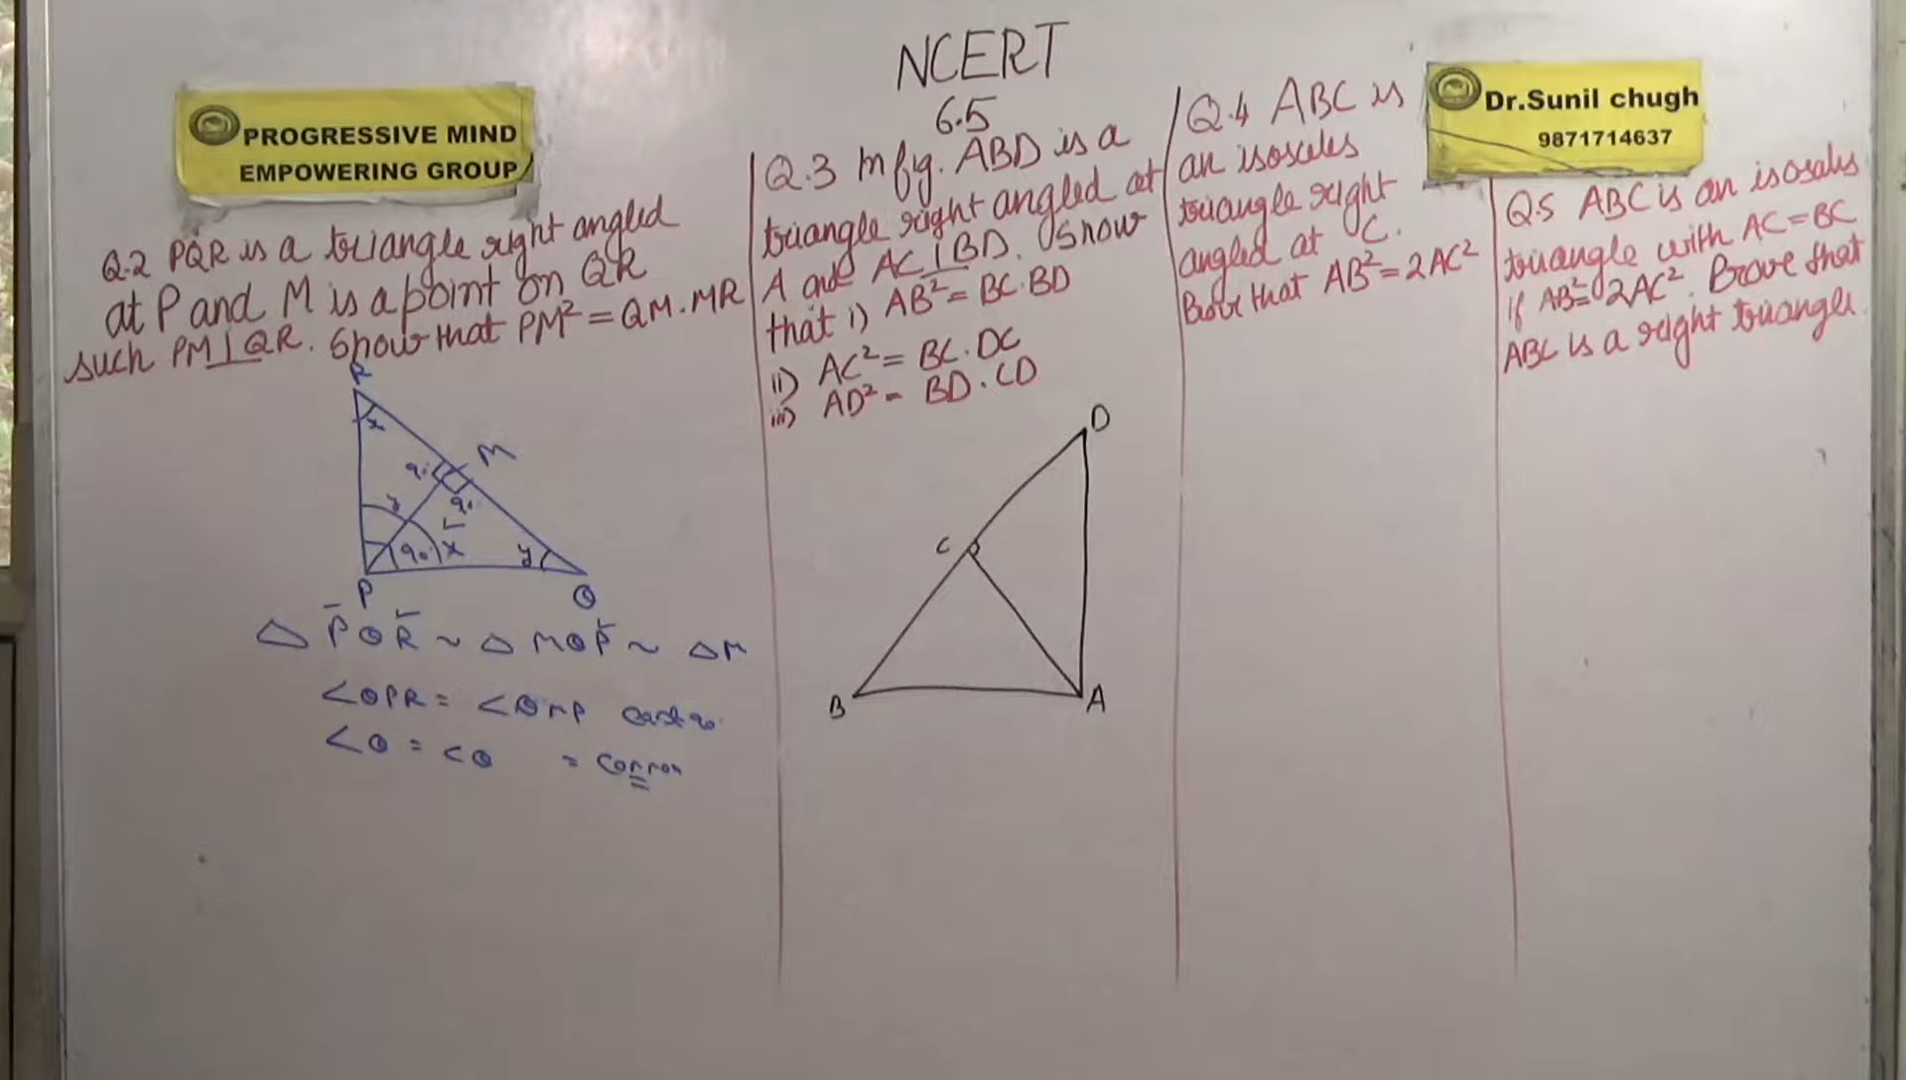 NCERT
6.5
PROGRESSIVE MIND
EMPOWERING GROUP
Dr.Sunil chugh
9871714637
Q.2 PQR is a triangle right angled
at P and M is a point on QR
such PM ⊥ QR. Show that PM² = QM . MR
R
x
M
90
90
y
90
x
y
P
Q
△ PQR ~ △ MQP ~ △M
∠QPR = ∠QMP each 90
∠Q = ∠Q = common
Q.3 In fig. ABD is a
triangle right angled at
A and AC ⊥ BD. Show
that i) AB² = BC . BD
ii) AC² = BC . DC
iii) AD² = BD . CD
D
C
B
A
Q.4 ABC is
an isosceles
triangle right
angled at C.
Prove that AB² = 2AC²
Q.5 ABC is an isosales
triangle with AC = BC
if AB² = 2AC². Prove that
ABC is a right triangle.